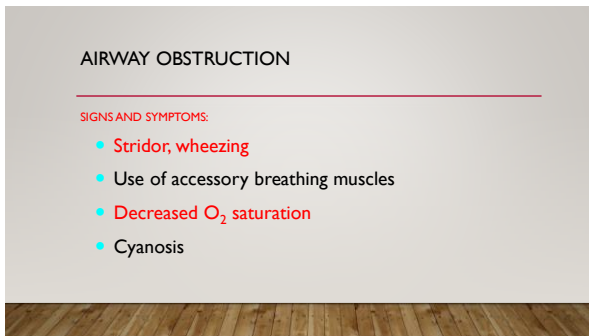 AIRWAY OBSTRUCTION
SIGNS AND SYMPTOMS:
• Stridor, wheezing
• Use of accessory breathing muscles
• Decreased O₂ saturation
• Cyanosis